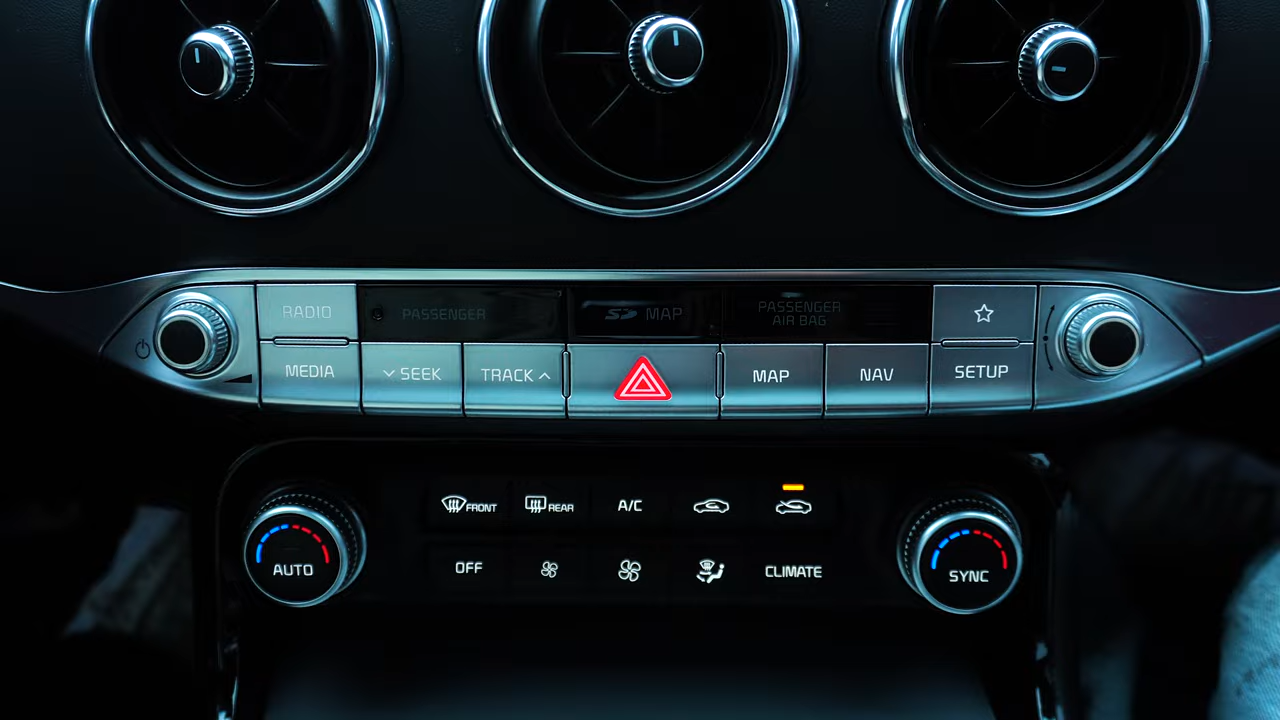 RADIO
PASSENGER
SD MAP
PASSENGER
AIR BAG
MEDIA
SEEK
TRACK
MAP
NAV
SETUP
FRONT
REAR
A/C
AUTO
OFF
CLIMATE
SYNC